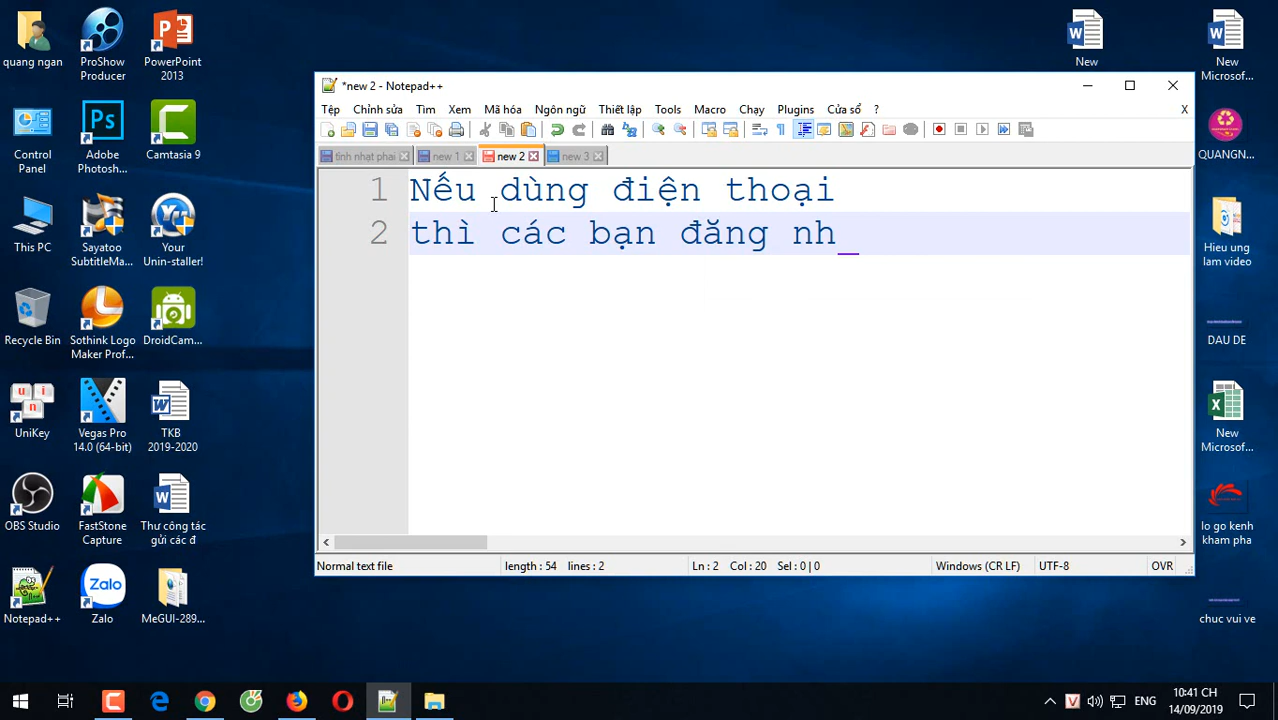 quang ngan
ProShow
Producer
PowerPoint
2013
Control
Panel
Adobe
Photosh...
Camtasia 9
This PC
Sayatoo
SubtitleMa...
Your
Unin-staller!
Recycle Bin
Sothink Logo
Maker Prof...
DroidCam...
UniKey
Vegas Pro
14.0 (64-bit)
TKB
2019-2020
OBS Studio
FastStone
Capture
Thư công tác
gửi các đ
Notepad++
Zalo
MeGUI-289...
*new 2 - Notepad++
Tệp Chỉnh sửa Tìm Xem Mã hóa Ngôn ngữ Thiết lập Tools Macro Chạy Plugins Cửa sổ ? X
tinh nhat phai new 1 new 2 new 3
1 Nếu dùng điện thoại
2 thì các bạn đăng nh
Normal text file length : 54 lines : 2 Ln : 2 Col : 20 Sel : 0 | 0 Windows (CR LF) UTF-8 OVR
New
New
Microsof...
QUANGN...
Hieu ung
lam video
DAU DE
New
Microsof...
lo go kenh
kham pha
chuc vui ve
ENG
10:41 CH
14/09/2019